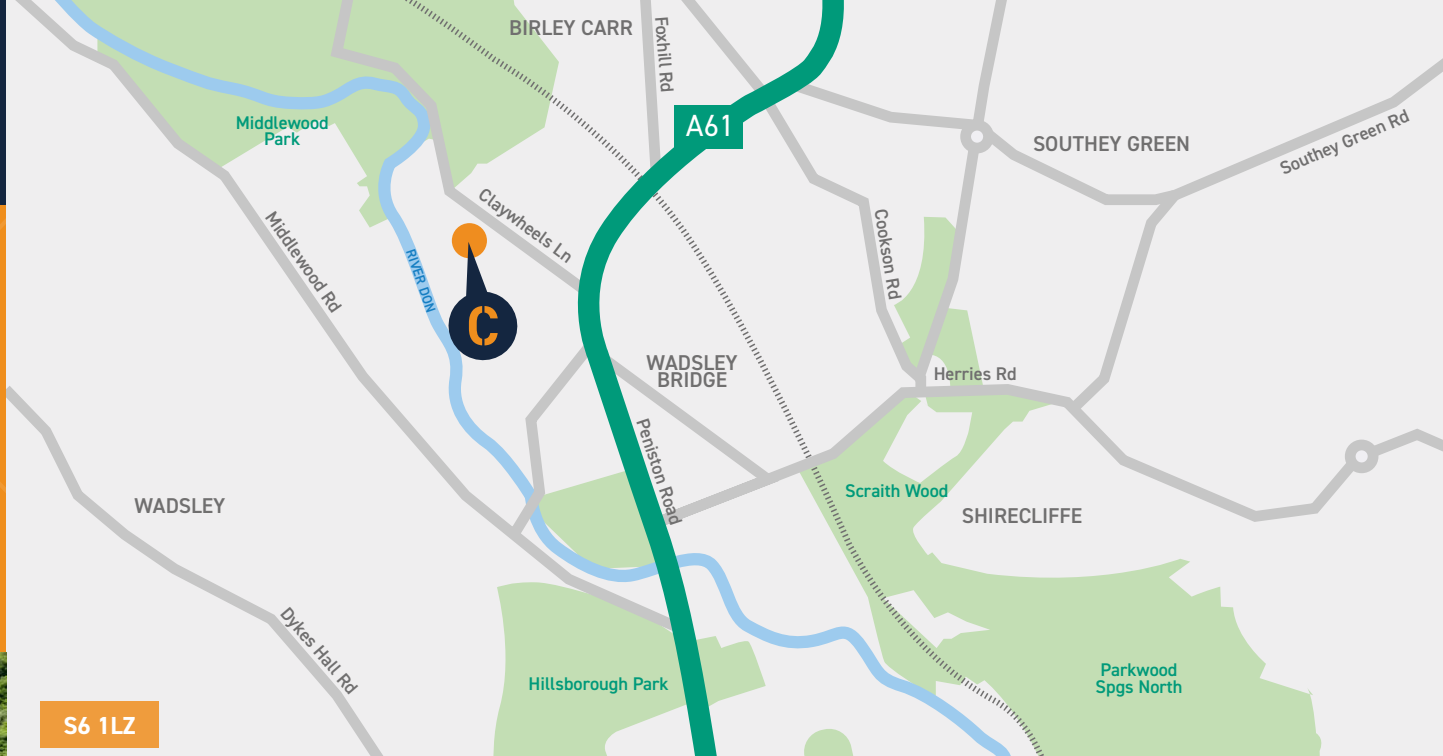 BIRLEY CARR
Foxhill Rd
A61
Middlewood
Park
SOUTHEY GREEN
Southey Green Rd
Claywheels Ln
Middlewood Rd
Cookson Rd
RIVER DON
C
WADSLEY
BRIDGE
Herries Rd
Peniston Road
Scraith Wood
WADSLEY
SHIRECLIFFE
Dykes Hall Rd
Hillsborough Park
Parkwood
Spgs North
S6 1LZ